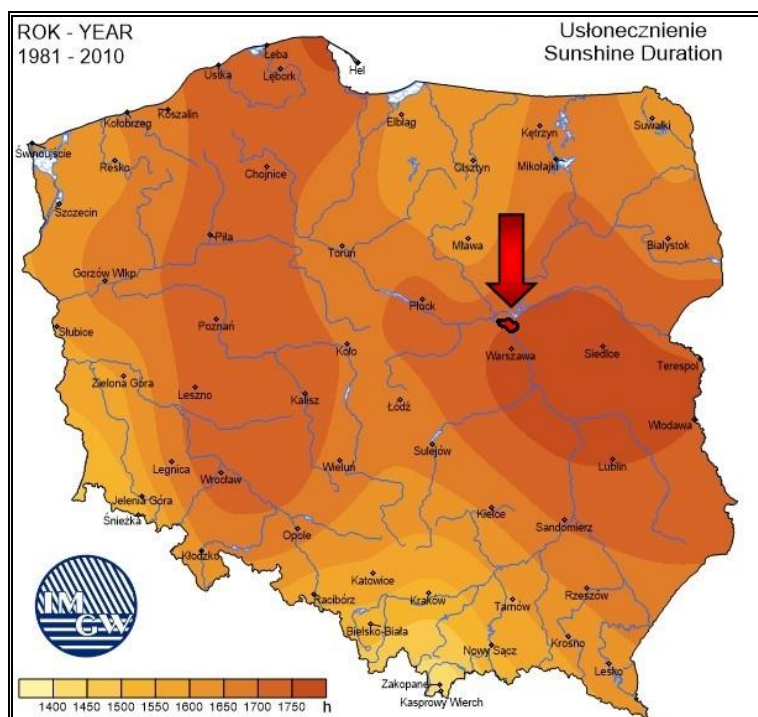 ROK - YEAR
1981 - 2010
Usłonecznienie
Sunshine Duration
Łeba
Hel
Ustka
Lębork
Koszalin
Kołobrzeg
Elbląg
Kętrzyn
Suwałki
Świnoujście
Resko
Chojnice
Olsztyn
Mikołajki
Szczecin
Piła
Toruń
Mława
Białystok
Gorzów Wlkp.
Płock
Słubice
Poznań
Koło
Warszawa
Siedlce
Terespol
Zielona Góra
Leszno
Kalisz
Łódź
Włodawa
Sulejów
Legnica
Wrocław
Wieluń
Lublin
Jelenia Góra
Śnieżka
Kielce
Sandomierz
Opole
Kłodzko
Katowice
Racibórz
Kraków
Tarnów
Rzeszów
Bielsko-Biała
Nowy Sącz
Krosno
Lesko
Zakopane
Kasprowy Wierch
IM
GW
1400 1450 1500 1550 1600 1650 1700 1750 h